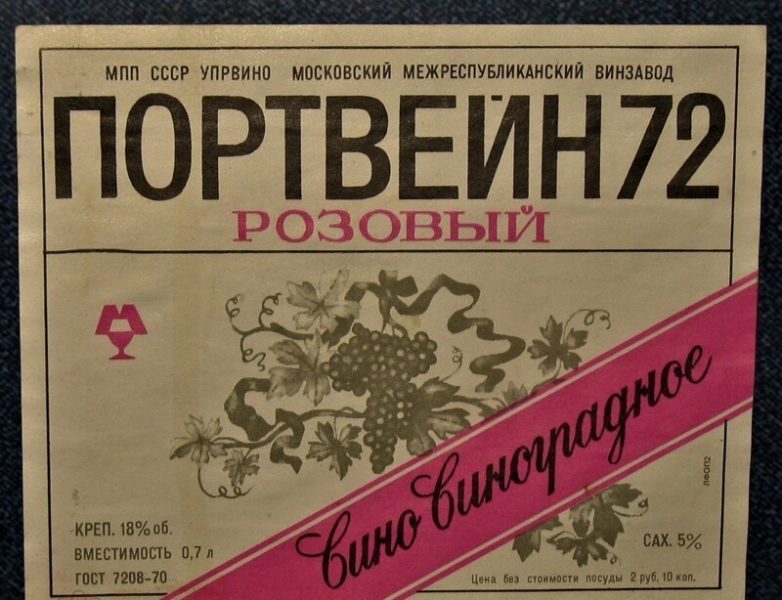 МПП СССР УПРВИНО МОСКОВСКИЙ МЕЖРЕСПУБЛИКАНСКИЙ ВИНЗАВОД
ПОРТВЕЙН 72
РОЗОВЫЙ
Вино виноградное
ЛФОП2
КРЕП. 18% об.
ВМЕСТИМОСТЬ 0,7 л
ГОСТ 7208-70
САХ. 5%
Цена без стоимости посуды 2 руб. 10 коп.